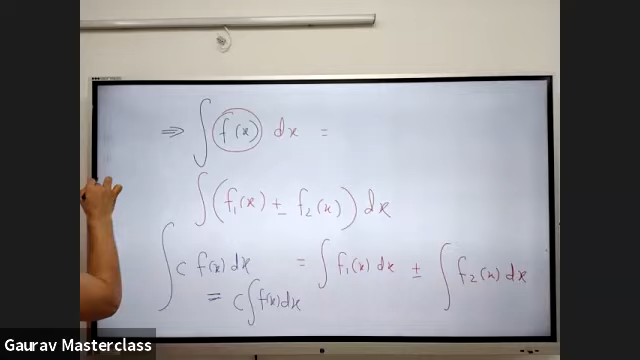 ⇒ ∫ f(x) dx =
∫ (f₁(x) ± f₂(x)) dx
∫ c f(x) dx = ∫ f₁(x) dx ± ∫ f₂(x) dx
= c ∫ f(x) dx
Gaurav Masterclass